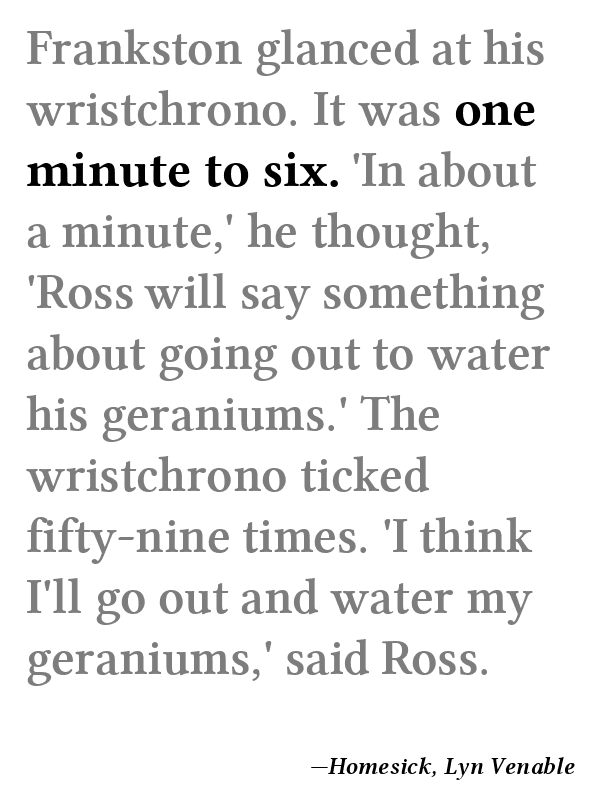 Frankston glanced at his
wristchrono. It was one
minute to six. 'In about
a minute,' he thought,
'Ross will say something
about going out to water
his geraniums.' The
wristchrono ticked
fifty-nine times. 'I think
I'll go out and water my
geraniums,' said Ross.
—Homesick, Lyn Venable